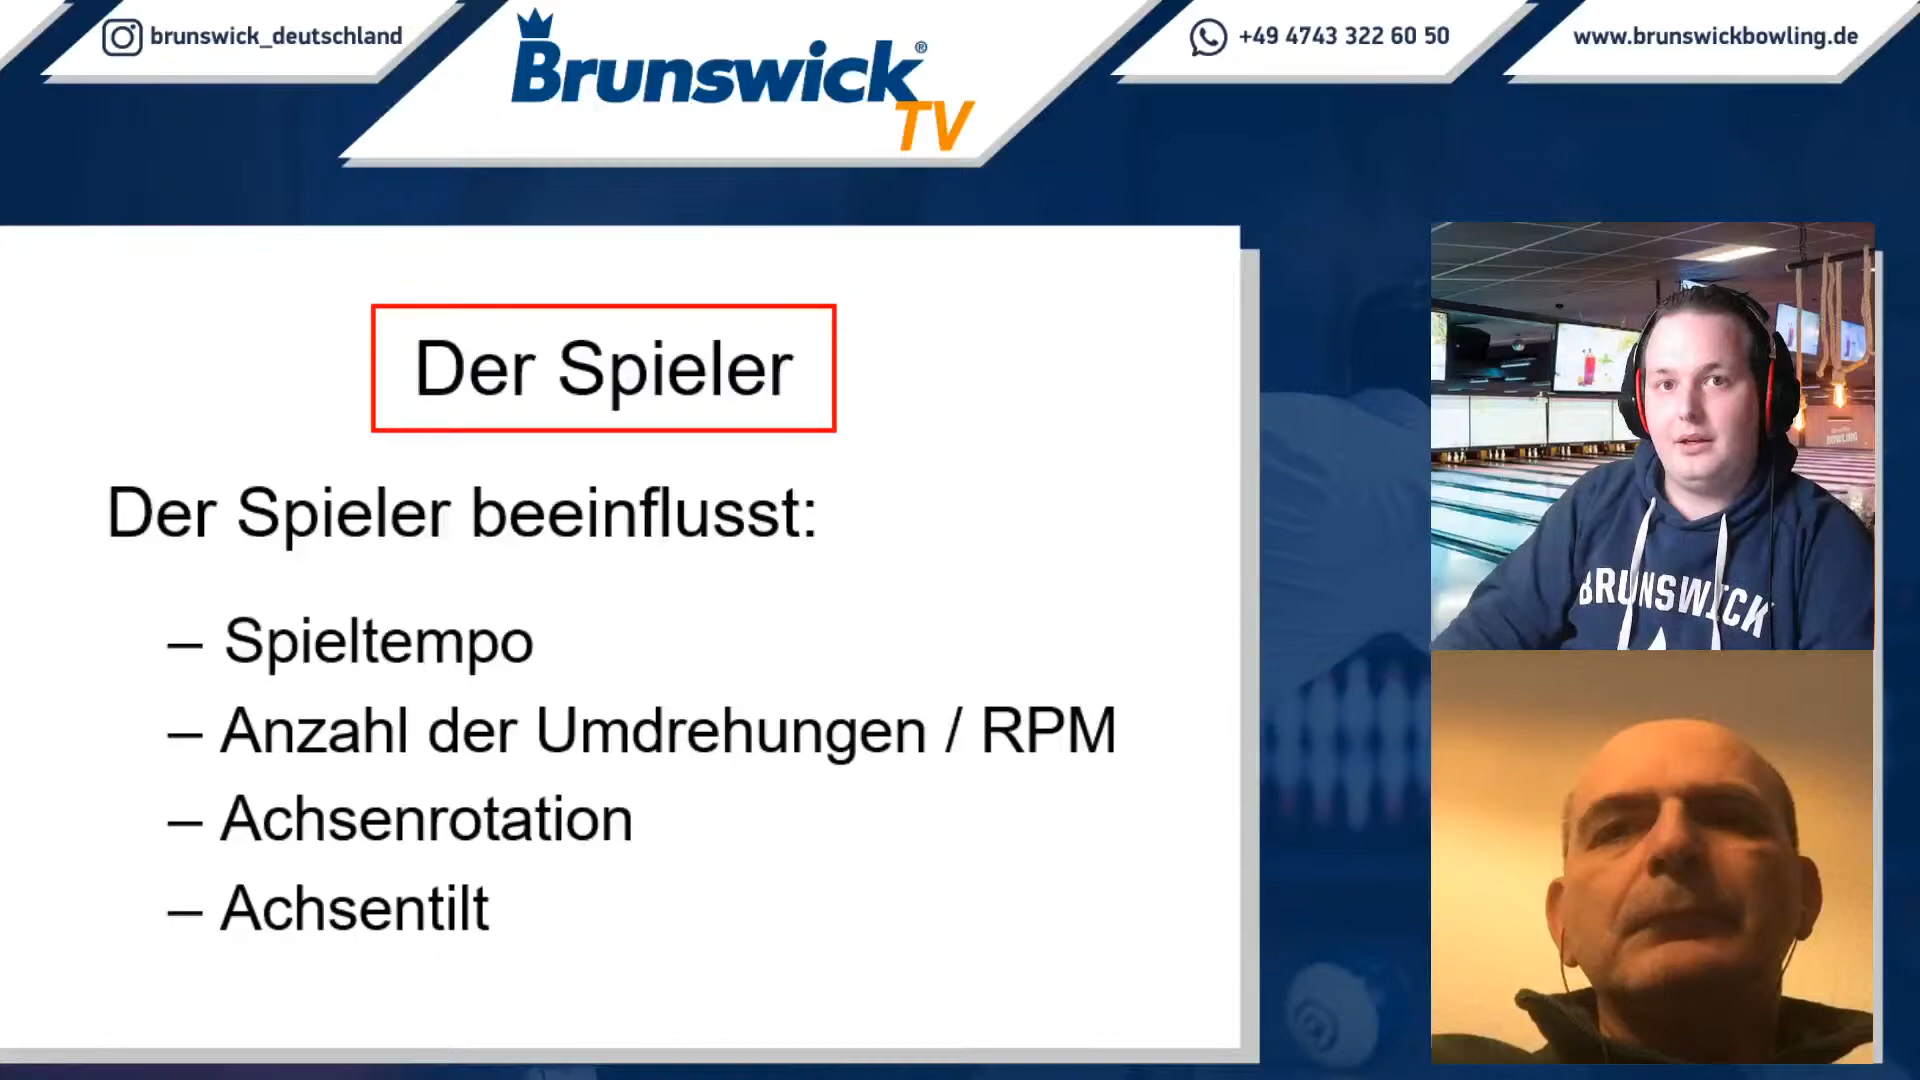 brunswick_deutschland
Brunswick®
TV
+49 4743 322 60 50
www.brunswickbowling.de
Der Spieler
Der Spieler beeinflusst:
– Spieltempo
– Anzahl der Umdrehungen / RPM
– Achsenrotation
– Achsentilt
BOWLING
BRUNSWICK